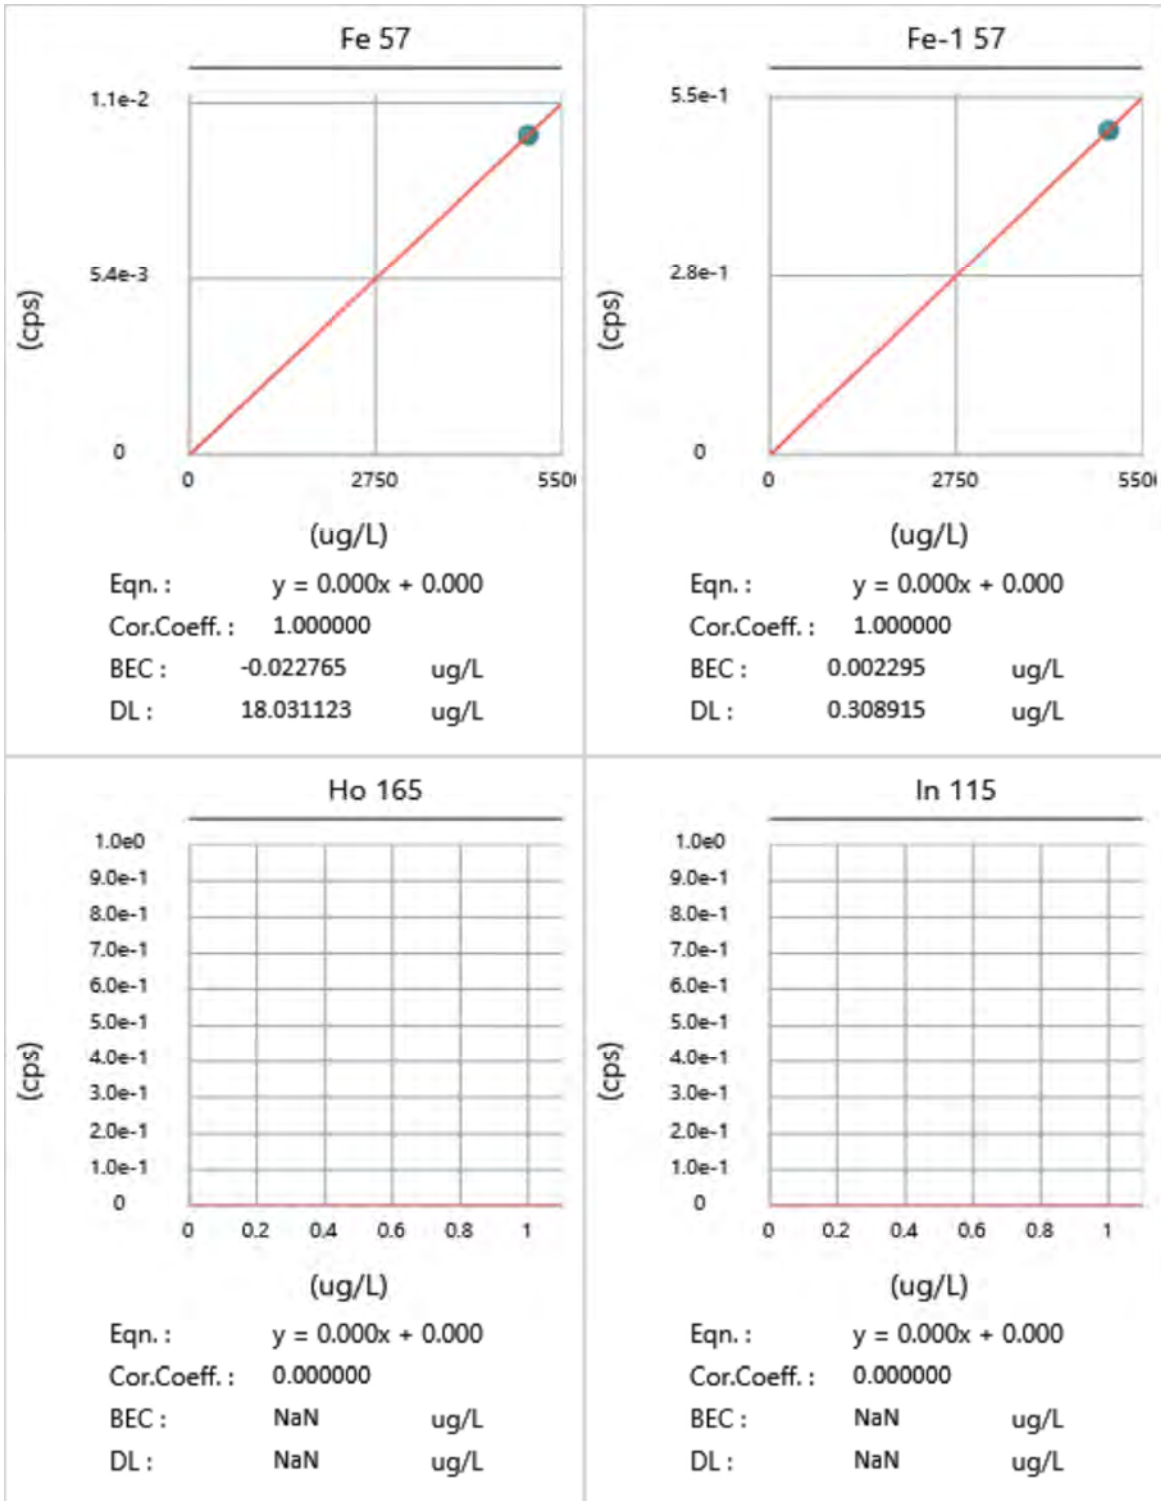 Fe 57
1.1e-2
5.4e-3
0
(cps)
0 2750 550
(ug/L)
Eqn. : y = 0.000x + 0.000
Cor.Coeff. : 1.000000
BEC : -0.022765 ug/L
DL : 18.031123 ug/L
Fe-1 57
5.5e-1
2.8e-1
0
(cps)
0 2750 550
(ug/L)
Eqn. : y = 0.000x + 0.000
Cor.Coeff. : 1.000000
BEC : 0.002295 ug/L
DL : 0.308915 ug/L
Ho 165
1.0e0
9.0e-1
8.0e-1
7.0e-1
6.0e-1
5.0e-1
4.0e-1
3.0e-1
2.0e-1
1.0e-1
0
(cps)
0 0.2 0.4 0.6 0.8 1
(ug/L)
Eqn. : y = 0.000x + 0.000
Cor.Coeff. : 0.000000
BEC : NaN ug/L
DL : NaN ug/L
In 115
1.0e0
9.0e-1
8.0e-1
7.0e-1
6.0e-1
5.0e-1
4.0e-1
3.0e-1
2.0e-1
1.0e-1
0
(cps)
0 0.2 0.4 0.6 0.8 1
(ug/L)
Eqn. : y = 0.000x + 0.000
Cor.Coeff. : 0.000000
BEC : NaN ug/L
DL : NaN ug/L